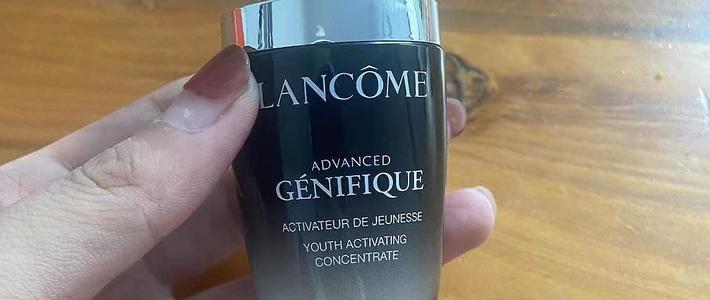 LANCÔME
ADVANCED
GÉNIFIQUE
ACTIVATEUR DE JEUNESSE
YOUTH ACTIVATING
CONCENTRATE